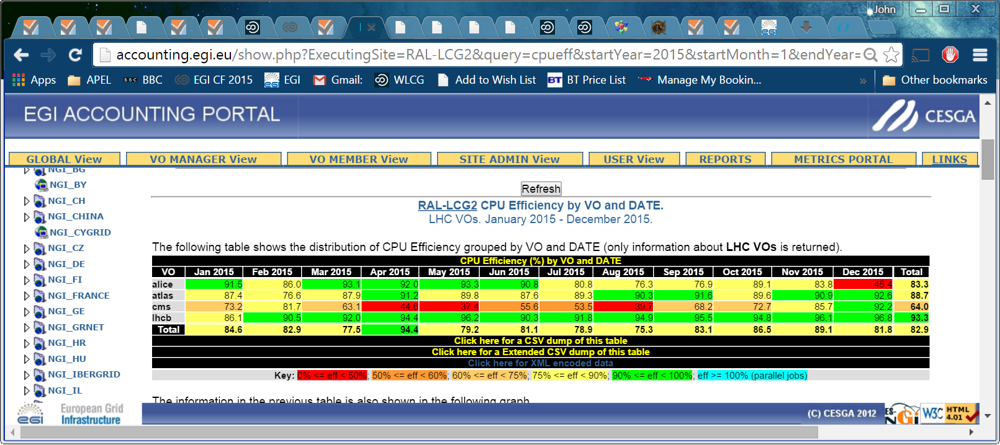 John
accounting.egi.eu/show.php?ExecutingSite=RAL-LCG2&query=cpueff&startYear=2015&startMonth=1&endYear=
Apps APEL BBC BBC EGI CF 2015 EGI Gmail: WLCG Add to Wish List BT BT Price List Manage My Bookin... » Other bookmarks
EGI ACCOUNTING PORTAL CESGA
GLOBAL View VO MANAGER View VO MEMBER View SITE ADMIN View USER View REPORTS METRICS PORTAL LINKS
NGI_BG
NGI_BY
NGI_CH
NGI_CHINA
NGI_CYGRID
NGI_CZ
NGI_DE
NGI_FI
NGI_FRANCE
NGI_GE
NGI_GRNET
NGI_HR
NGI_HU
NGI_IBERGRID
NGI_IL
Refresh
RAL-LCG2 CPU Efficiency by VO and DATE.
LHC VOs. January 2015 - December 2015.
The following table shows the distribution of CPU Efficiency grouped by VO and DATE (only information about LHC VOs is returned).
CPU Efficiency (%) by VO and DATE
VO Jan 2015 Feb 2015 Mar 2015 Apr 2015 May 2015 Jun 2015 Jul 2015 Aug 2015 Sep 2015 Oct 2015 Nov 2015 Dec 2015 Total
alice 91.5 86.0 93.1 92.0 93.3 90.8 80.8 76.3 76.9 89.1 83.8 45.4 83.3
atlas 87.4 76.6 87.9 91.2 89.8 87.6 89.3 90.3 91.6 89.6 90.9 92.6 88.7
cms 73.2 81.7 63.1 44.6 37.4 55.6 53.5 39.7 68.2 72.7 85.7 92.2 64.0
lhcb 86.1 90.5 92.0 94.4 96.2 90.3 91.8 94.9 95.5 94.8 96.1 96.8 93.3
Total 84.6 82.9 77.5 94.4 79.2 81.1 78.9 75.3 83.1 86.5 89.1 81.8 82.9
Click here for a CSV dump of this table
Click here for a Extended CSV dump of this table
Click here for XML encoded data
Key: 0% <= eff < 50%; 50% <= eff < 60%; 60% <= eff < 75%; 75% <= eff < 90%; 90% <= eff < 100%; eff >= 100% (parallel jobs)
The information in the previous table is also shown in the following graph
egi European Grid
Infrastructure
(C) CESGA 2012
ES-
NGI
W3C HTML
4.01